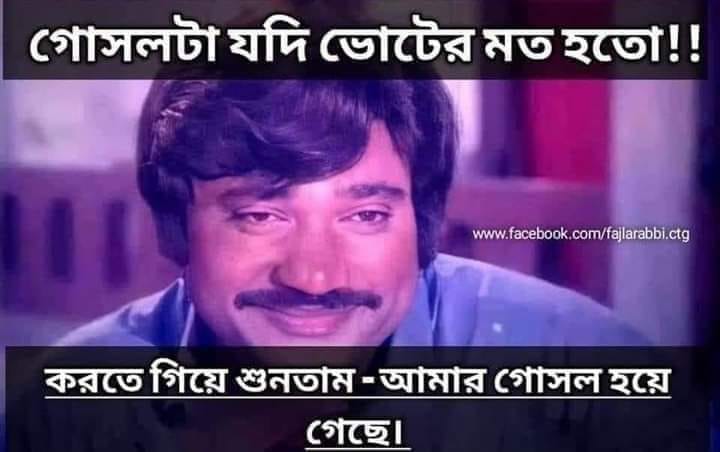 গোসলটা যদি ভোটের মত হতো!!
www.facebook.com/fajlarabbi.ctg
করতে গিয়ে শুনতাম - আমার গোসল হয়ে
গেছে।